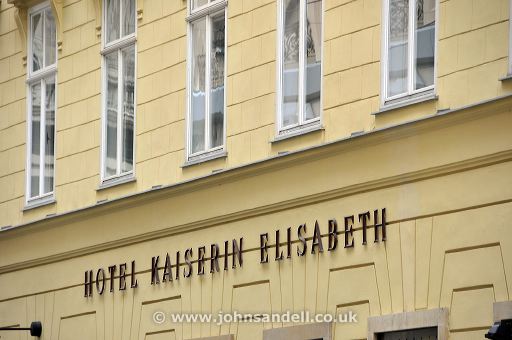 HOTEL KAISERIN ELISABETH
© www.johnsandell.co.uk